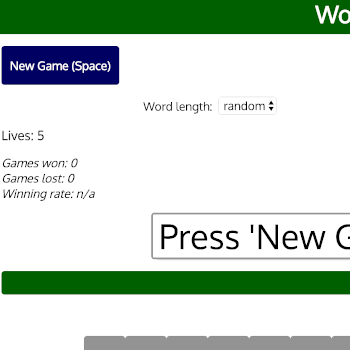 Wo
New Game (Space)
Word length: random
Lives: 5
Games won: 0
Games lost: 0
Winning rate: n/a
Press 'New G